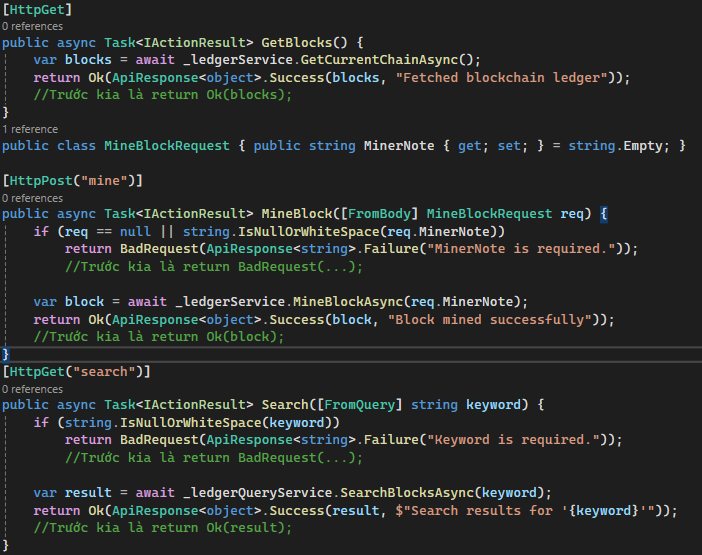 [HttpGet]
0 references
public async Task<IActionResult> GetBlocks() {
var blocks = await _ledgerService.GetCurrentChainAsync();
return Ok(ApiResponse<object>.Success(blocks, "Fetched blockchain ledger"));
//Trước kia là return Ok(blocks);
}
1 reference
public class MineBlockRequest { public string MinerNote { get; set; } = string.Empty; }
[HttpPost("mine")]
0 references
public async Task<IActionResult> MineBlock([FromBody] MineBlockRequest req) {
if (req == null || string.IsNullOrWhiteSpace(req.MinerNote))
return BadRequest(ApiResponse<string>.Failure("MinerNote is required."));
//Trước kia là return BadRequest(...);
var block = await _ledgerService.MineBlockAsync(req.MinerNote);
return Ok(ApiResponse<object>.Success(block, "Block mined successfully"));
//Trước kia là return Ok(block);
}
[HttpGet("search")]
0 references
public async Task<IActionResult> Search([FromQuery] string keyword) {
if (string.IsNullOrWhiteSpace(keyword))
return BadRequest(ApiResponse<string>.Failure("Keyword is required."));
//Trước kia là return BadRequest(...);
var result = await _ledgerQueryService.SearchBlocksAsync(keyword);
return Ok(ApiResponse<object>.Success(result, $"Search results for '{keyword}'"));
//Trước kia là return Ok(result);
}